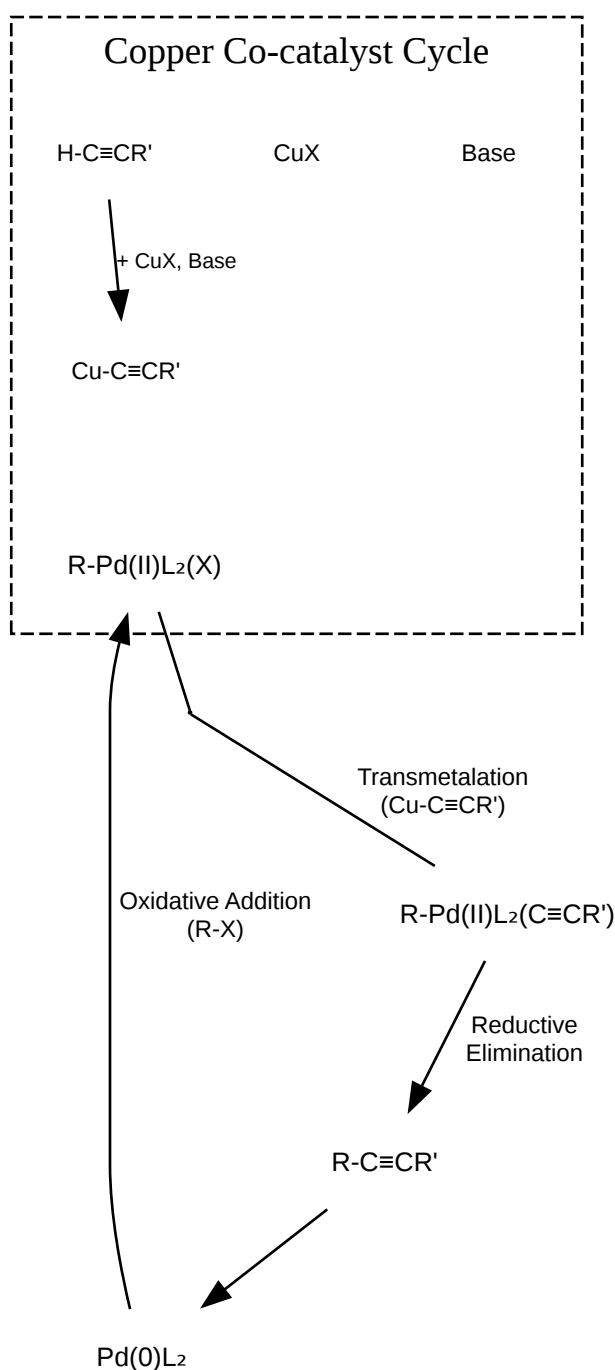 Copper Co-catalyst Cycle
H-C≡CR'
CuX
Base
+ CuX, Base
Cu-C≡CR'
R-Pd(II)L₂(X)
Transmetalation
(Cu-C≡CR')
Oxidative Addition
(R-X)
R-Pd(II)L₂(C≡CR')
Reductive
Elimination
R-C≡CR'
Pd(0)L₂